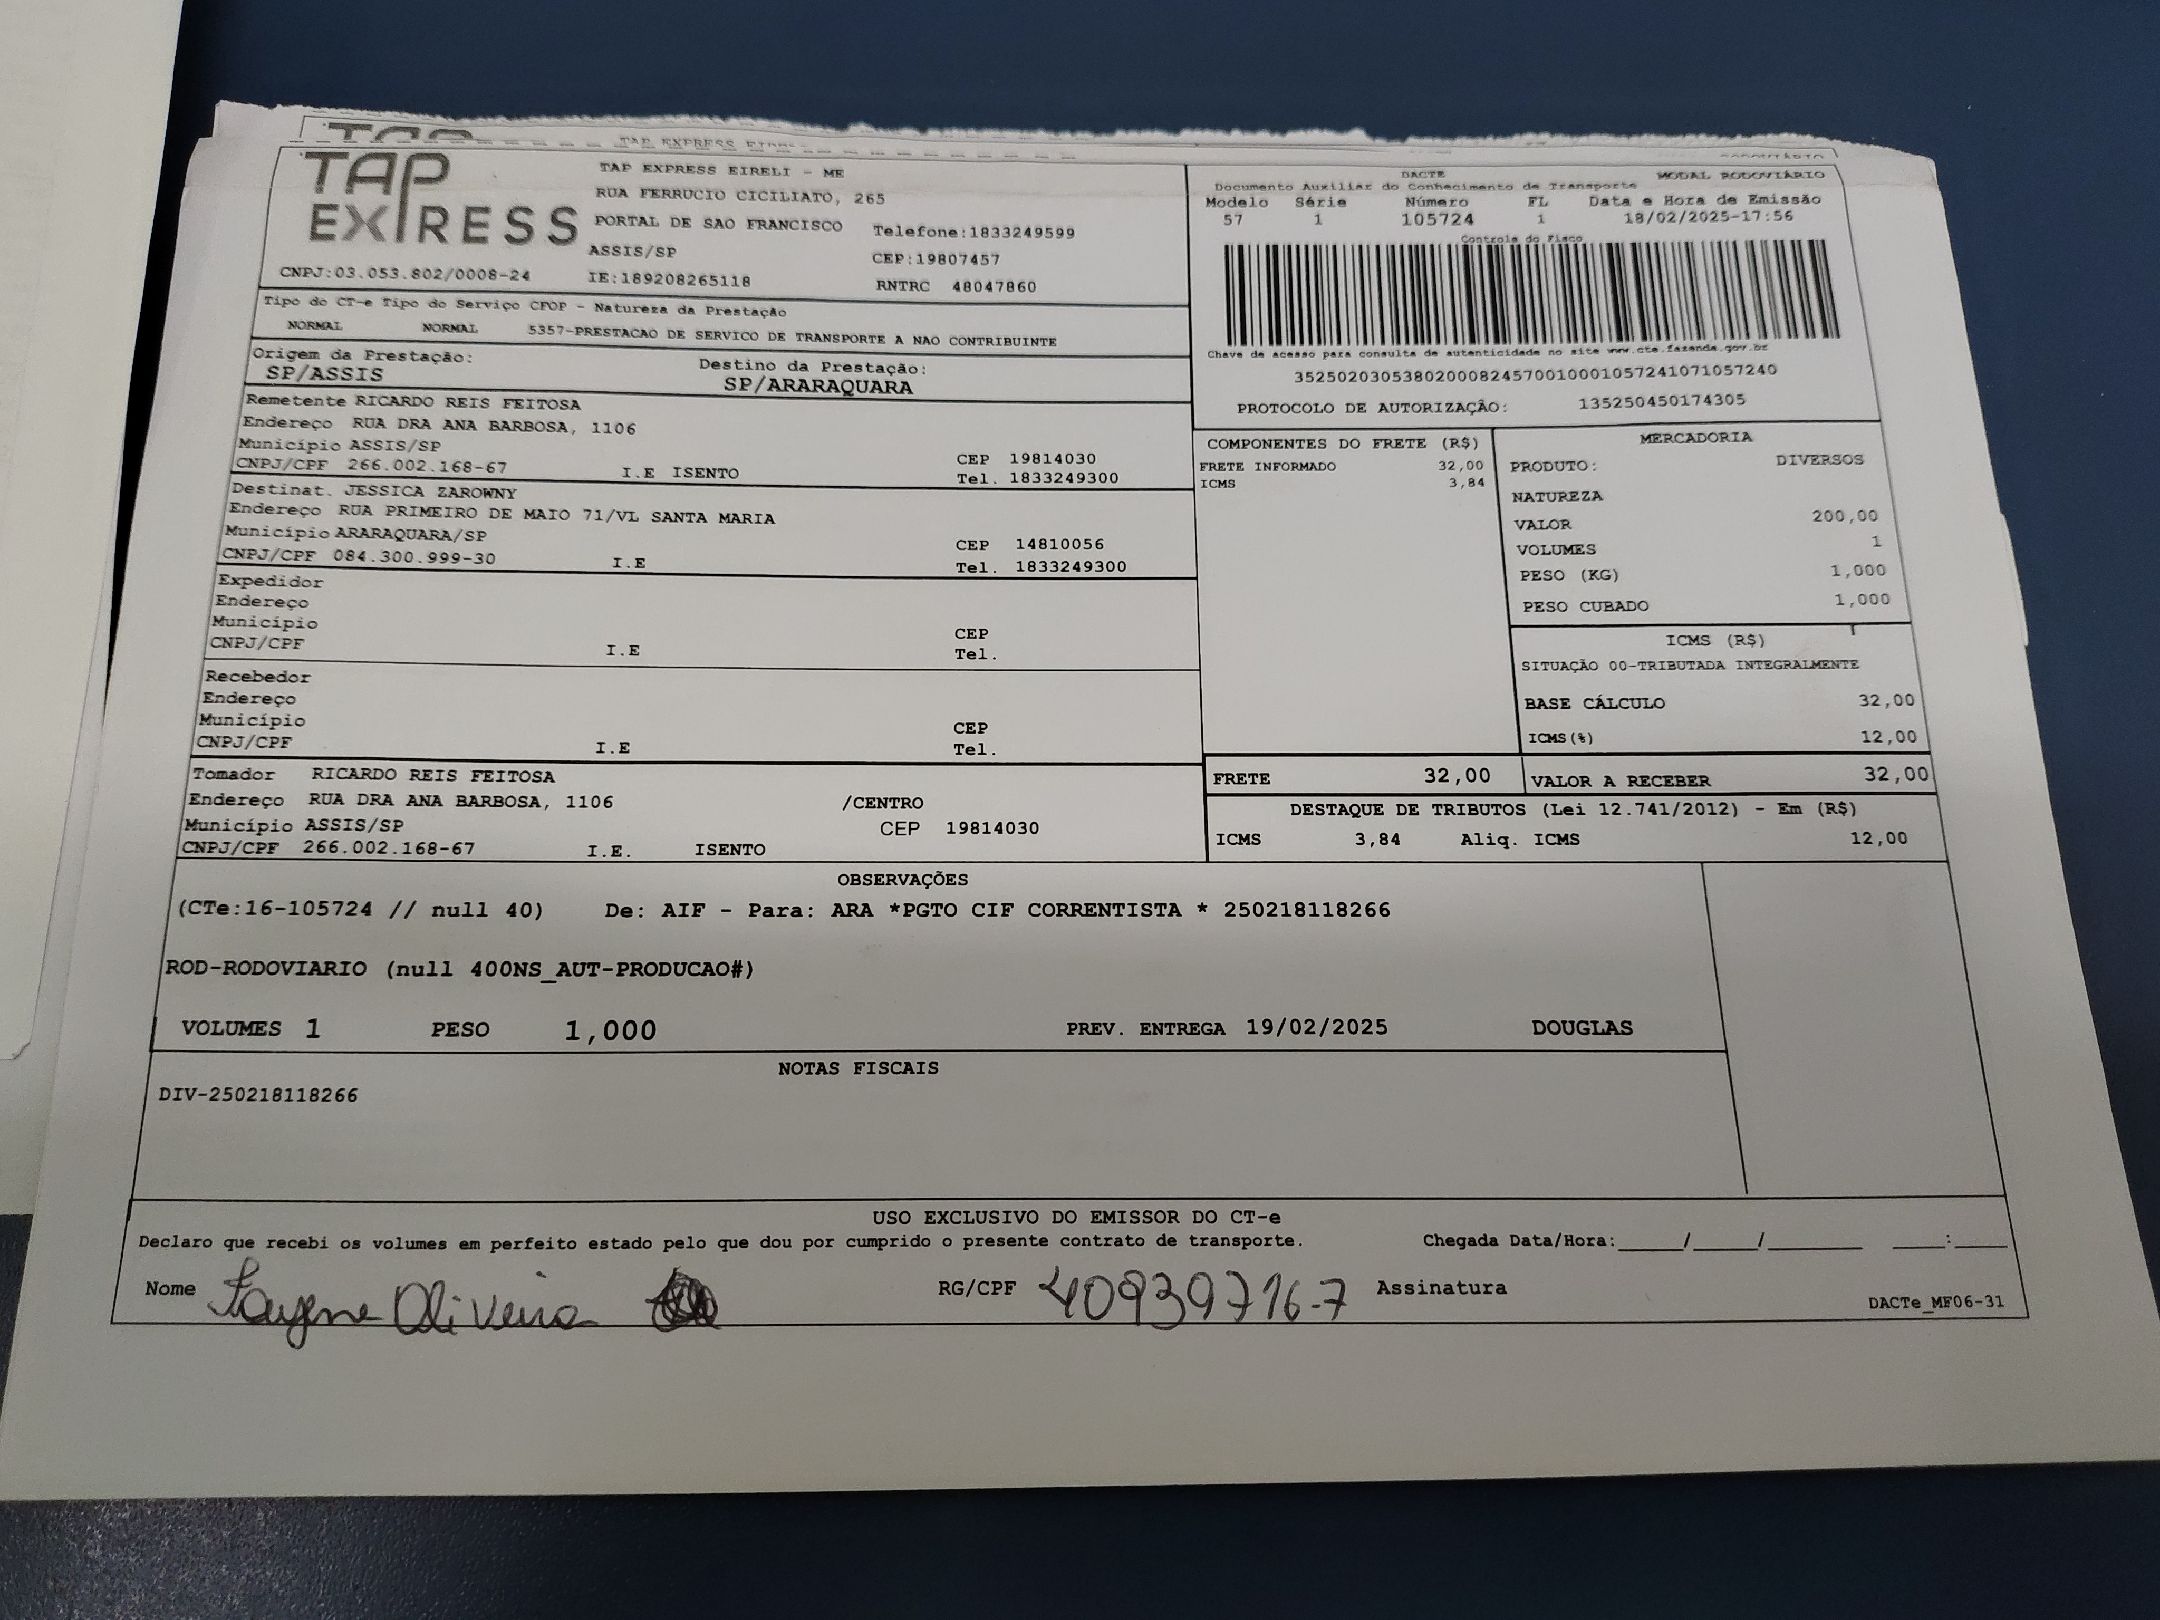 TAP EXPRESS
TAP EXPRESS EIRELI - ME
RUA FERRUCIO CICILIATO, 265
PORTAL DE SAO FRANCISCO Telefone:1833249599
ASSIS/SP CEP:19807457
CNPJ:03.053.802/0008-24 IE:189208265118 RNTRC 48047860
DACTE MODAL RODOVIÁRIO
Documento Auxiliar do Conhecimento de Transporte
Modelo Série Número FL Data e Hora de Emissão
57 1 105724 1 18/02/2025-17:56
Controle do Fisco
Chave de acesso para consulta de autenticidade no site www.cte.fazenda.gov.br
35250203053802000824570010001057241071057240
PROTOCOLO DE AUTORIZAÇÃO: 135250450174305
Tipo do CT-e Tipo do Serviço CFOP - Natureza da Prestação
NORMAL NORMAL 5357-PRESTACAO DE SERVICO DE TRANSPORTE A NAO CONTRIBUINTE
Origem da Prestação: Destino da Prestação:
SP/ASSIS SP/ARARAQUARA
Remetente RICARDO REIS FEITOSA
Endereço RUA DRA ANA BARBOSA, 1106
Município ASSIS/SP CEP 19814030
CNPJ/CPF 266.002.168-67 I.E ISENTO Tel. 1833249300
Destinat. JESSICA ZAROWNY
Endereço RUA PRIMEIRO DE MAIO 71/VL SANTA MARIA
Município ARARAQUARA/SP CEP 14810056
CNPJ/CPF 084.300.999-30 I.E Tel. 1833249300
Expedidor
Endereço
Município CEP
CNPJ/CPF I.E Tel.
Recebedor
Endereço
Município CEP
CNPJ/CPF I.E Tel.
Tomador RICARDO REIS FEITOSA
Endereço RUA DRA ANA BARBOSA, 1106 /CENTRO
Município ASSIS/SP CEP 19814030
CNPJ/CPF 266.002.168-67 I.E. ISENTO
COMPONENTES DO FRETE (R$)
FRETE INFORMADO 32,00
ICMS 3,84
MERCADORIA
PRODUTO: DIVERSOS
NATUREZA
VALOR 200,00
VOLUMES 1
PESO (KG) 1,000
PESO CUBADO 1,000
ICMS (R$)
SITUAÇÃO 00-TRIBUTADA INTEGRALMENTE
BASE CÁLCULO 32,00
ICMS(%) 12,00
FRETE 32,00 VALOR A RECEBER 32,00
DESTAQUE DE TRIBUTOS (Lei 12.741/2012) - Em (R$)
ICMS 3,84 Aliq. ICMS 12,00
OBSERVAÇÕES
(CTe:16-105724 // null 40) De: AIF - Para: ARA *PGTO CIF CORRENTISTA * 250218118266
ROD-RODOVIARIO (null 400NS_AUT-PRODUCAO#)
VOLUMES 1 PESO 1,000 PREV. ENTREGA 19/02/2025 DOUGLAS
NOTAS FISCAIS
DIV-250218118266
USO EXCLUSIVO DO EMISSOR DO CT-e
Declaro que recebi os volumes em perfeito estado pelo que dou por cumprido o presente contrato de transporte. Chegada Data/Hora:_____/_____/_______ ____:____
Nome Oliveira RG/CPF 40939716-7 Assinatura
DACTe_MF06-31